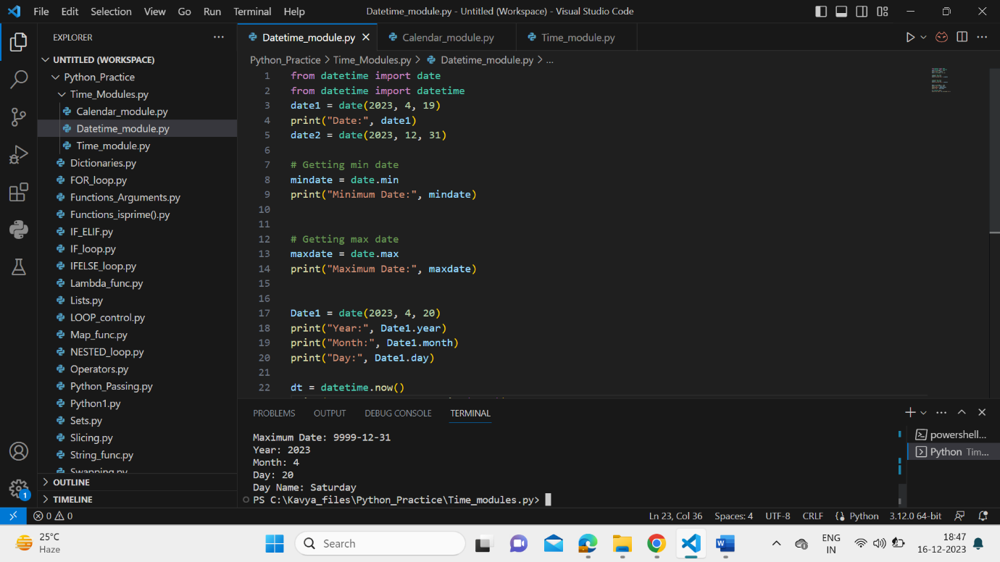 File Edit Selection View Go Run Terminal Help
Datetime_module.py - Untitled (Workspace) - Visual Studio Code
EXPLORER
UNTITLED (WORKSPACE)
Python_Practice
Time_Modules.py
Calendar_module.py
Datetime_module.py
Time_module.py
Dictionaries.py
FOR_loop.py
Functions_Arguments.py
Functions_isprime().py
IF_ELIF.py
IF_loop.py
IFELSE_loop.py
Lambda_func.py
Lists.py
LOOP_control.py
Map_func.py
NESTED_loop.py
Operators.py
Python_Passing.py
Python1.py
Sets.py
Slicing.py
String_func.py
Swapping.py
OUTLINE
TIMELINE
1
Datetime_module.py Calendar_module.py Time_module.py
Python_Practice > Time_Modules.py > Datetime_module.py > ...
1 from datetime import date
2 from datetime import datetime
3 date1 = date(2023, 4, 19)
4 print("Date:", date1)
5 date2 = date(2023, 12, 31)
6
7 # Getting min date
8 mindate = date.min
9 print("Minimum Date:", mindate)
10
11
12 # Getting max date
13 maxdate = date.max
14 print("Maximum Date:", maxdate)
15
16
17 Date1 = date(2023, 4, 20)
18 print("Year:", Date1.year)
19 print("Month:", Date1.month)
20 print("Day:", Date1.day)
21
22 dt = datetime.now()
PROBLEMS OUTPUT DEBUG CONSOLE TERMINAL
Maximum Date: 9999-12-31
Year: 2023
Month: 4
Day: 20
Day Name: Saturday
PS C:\Kavya_files\Python_Practice\Time_modules.py>
powershell...
Python Tim...
0 0 Ln 23, Col 36 Spaces: 4 UTF-8 CRLF Python 3.12.0 64-bit
25°C
Haze
Search
ENG
IN
18:47
16-12-2023